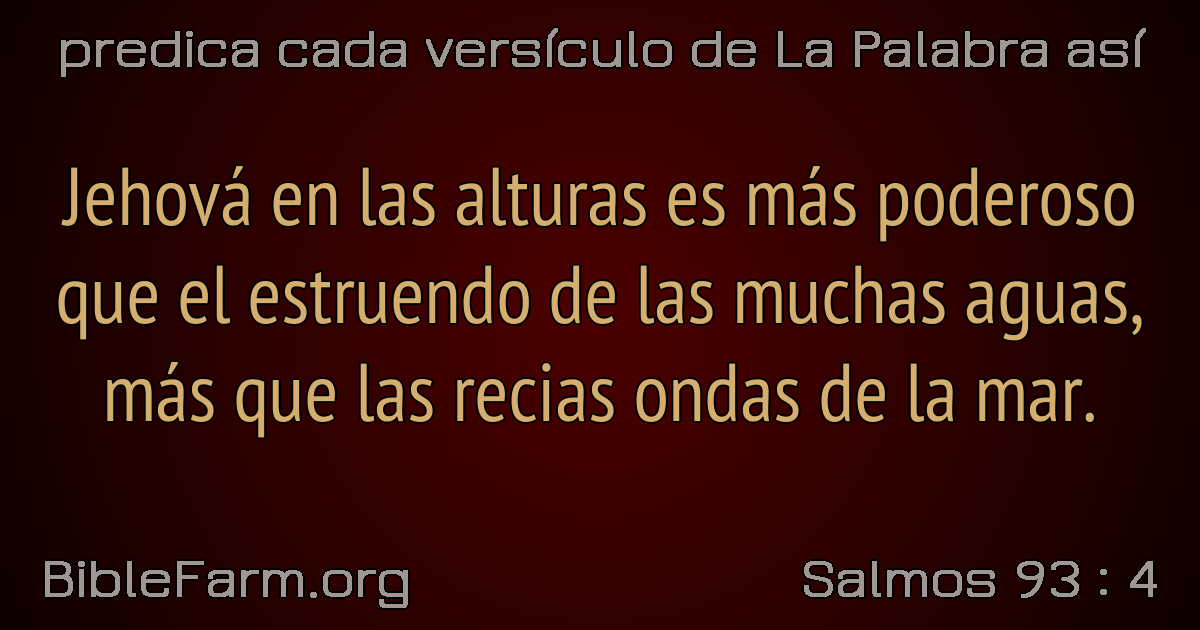 predica cada versículo de La Palabra así
Jehová en las alturas es más poderoso
que el estruendo de las muchas aguas,
más que las recias ondas de la mar.
BibleFarm.org
Salmos 93 : 4